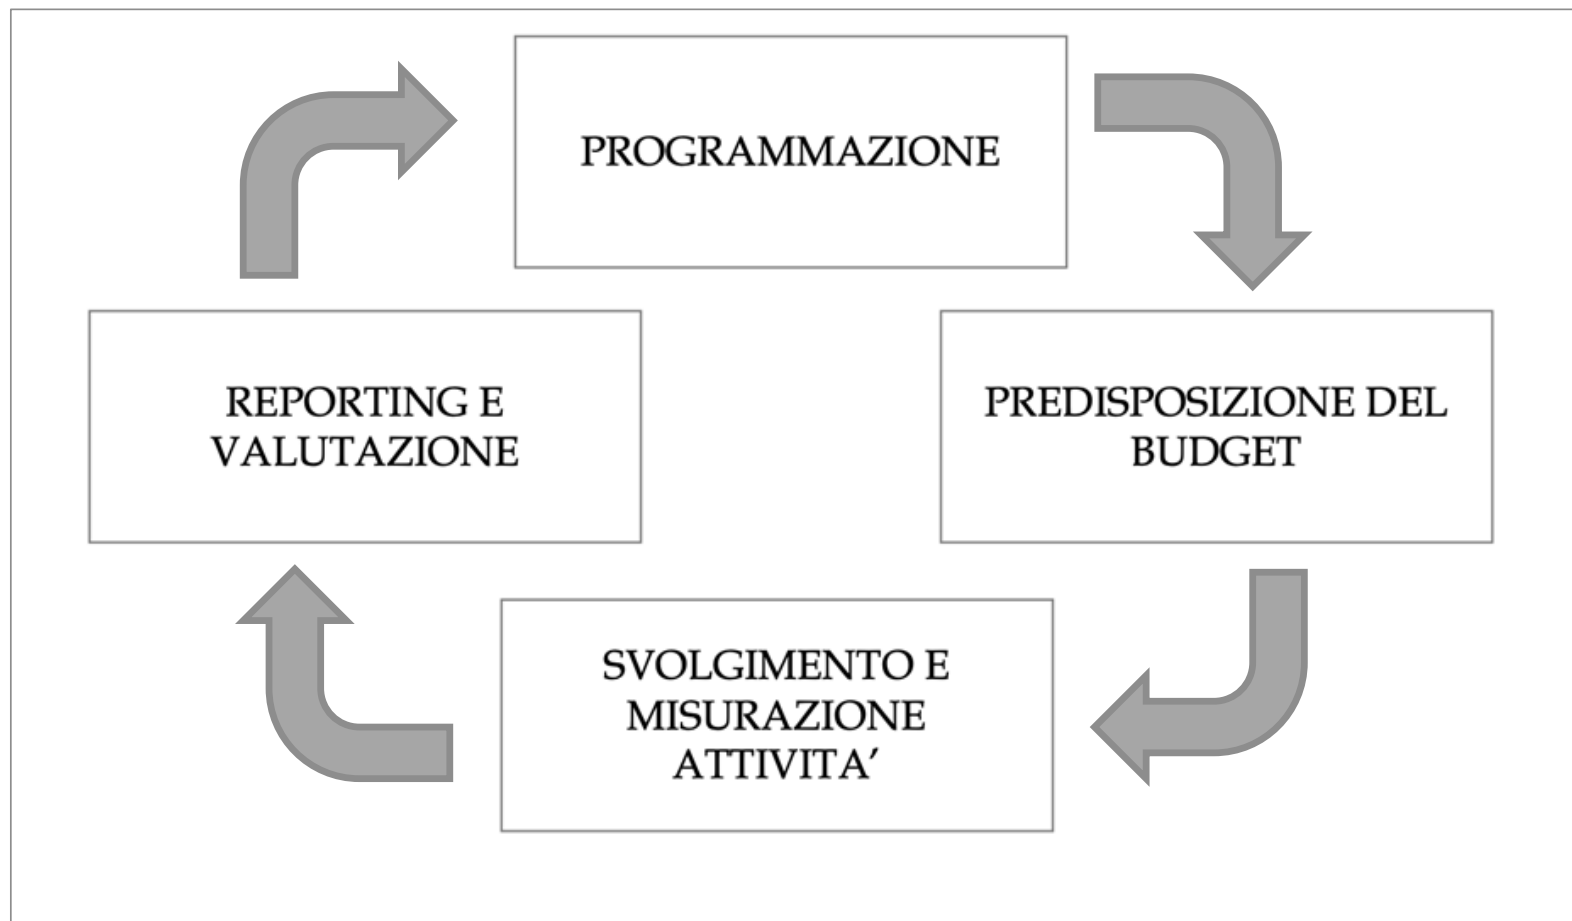 PROGRAMMAZIONE
PREDISPOSIZIONE DEL
BUDGET
SVOLGIMENTO E
MISURAZIONE
ATTIVITA’
REPORTING E
VALUTAZIONE